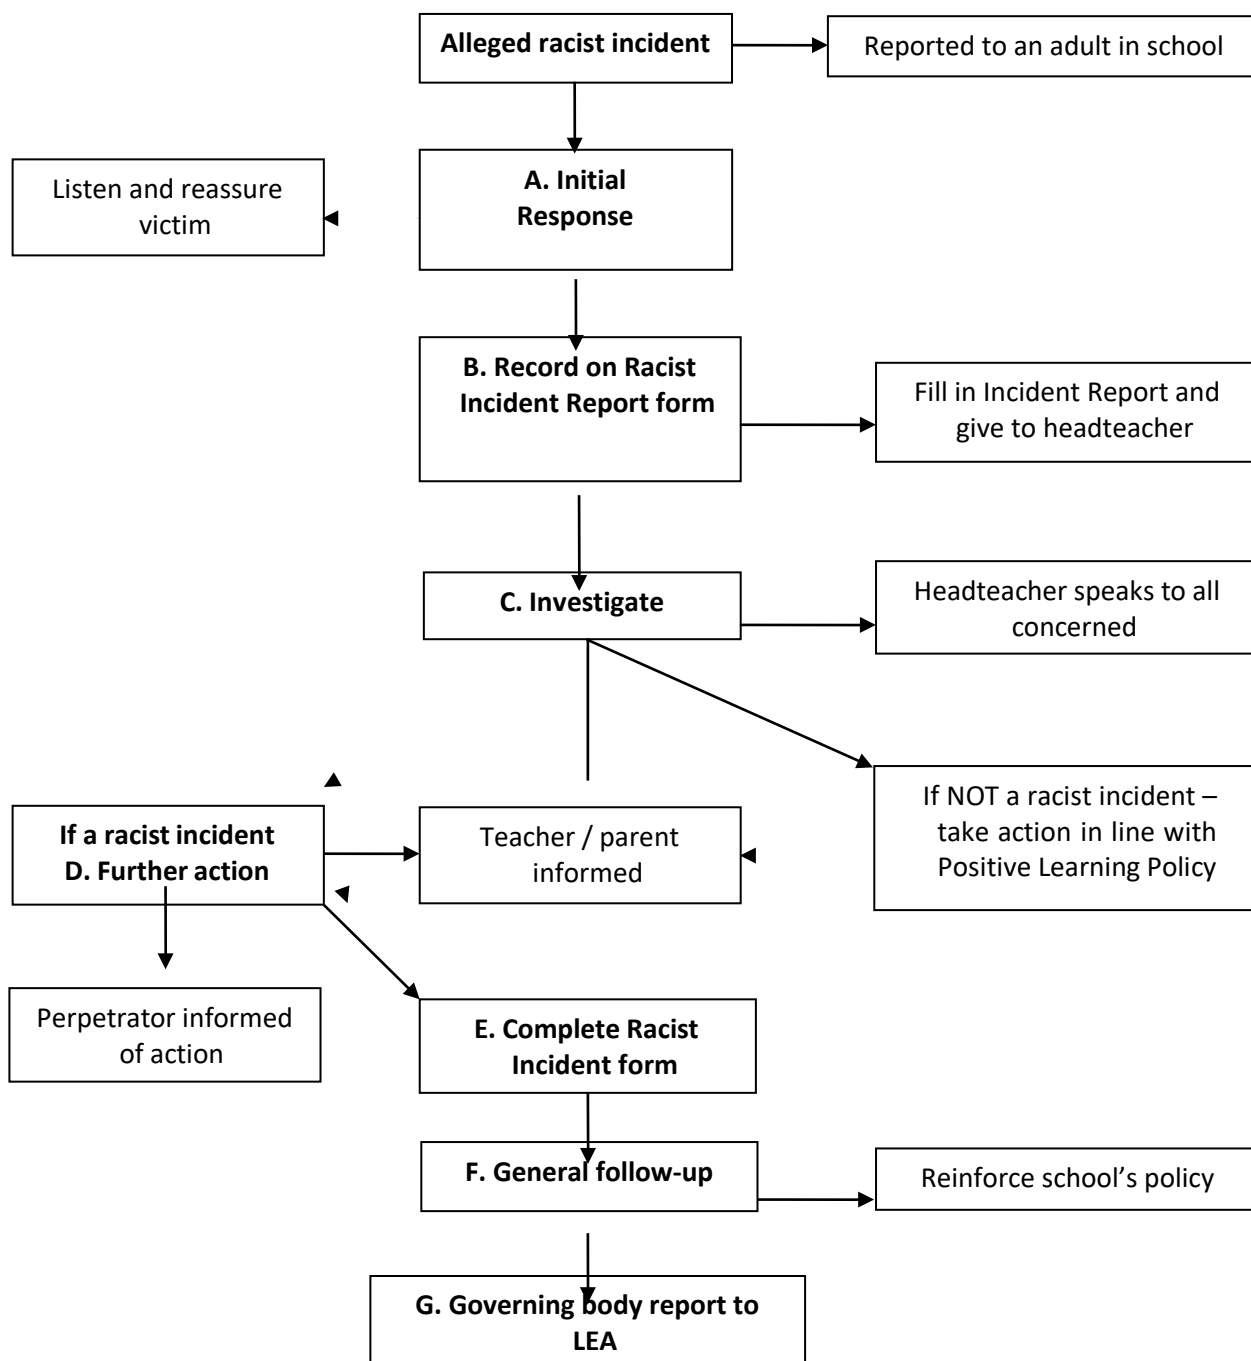 Alleged racist incident
Reported to an adult in school
Listen and reassure
victim
A. Initial
Response
B. Record on Racist
Incident Report form
Fill in Incident Report and
give to headteacher
C. Investigate
Headteacher speaks to all
concerned
If NOT a racist incident –
take action in line with
Positive Learning Policy
If a racist incident
D. Further action
Teacher / parent
informed
Perpetrator informed
of action
E. Complete Racist
Incident form
F. General follow-up
Reinforce school’s policy
G. Governing body report to
LEA